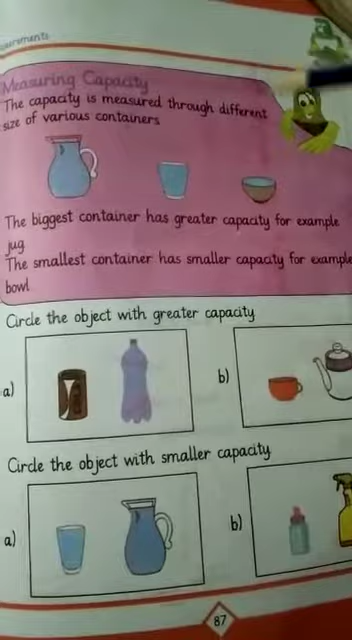 Measuring Capacity
The capacity is measured through different
size of various containers
The biggest container has greater capacity for example
jug
The smallest container has smaller capacity for example
bowl
Circle the object with greater capacity
a)
b)
Circle the object with smaller capacity
a)
b)
87